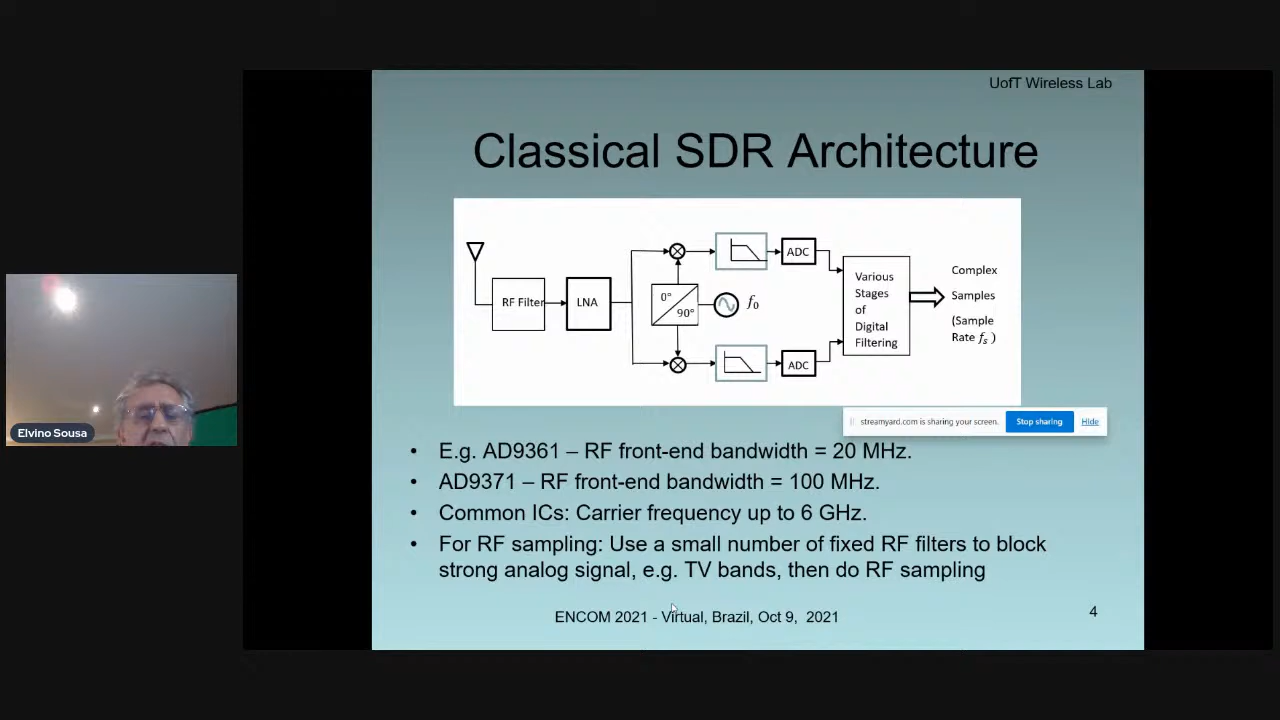 UofT Wireless Lab
Classical SDR Architecture
RF Filter
LNA
0°
90°
f₀
ADC
ADC
Various
Stages
of
Digital
Filtering
Complex
Samples
(Sample
Rate fₛ )
streamyard.com is sharing your screen.
Stop sharing
Hide
Elvino Sousa
• E.g. AD9361 – RF front-end bandwidth = 20 MHz.
• AD9371 – RF front-end bandwidth = 100 MHz.
• Common ICs: Carrier frequency up to 6 GHz.
• For RF sampling: Use a small number of fixed RF filters to block
strong analog signal, e.g. TV bands, then do RF sampling
ENCOM 2021 - Virtual, Brazil, Oct 9, 2021
4